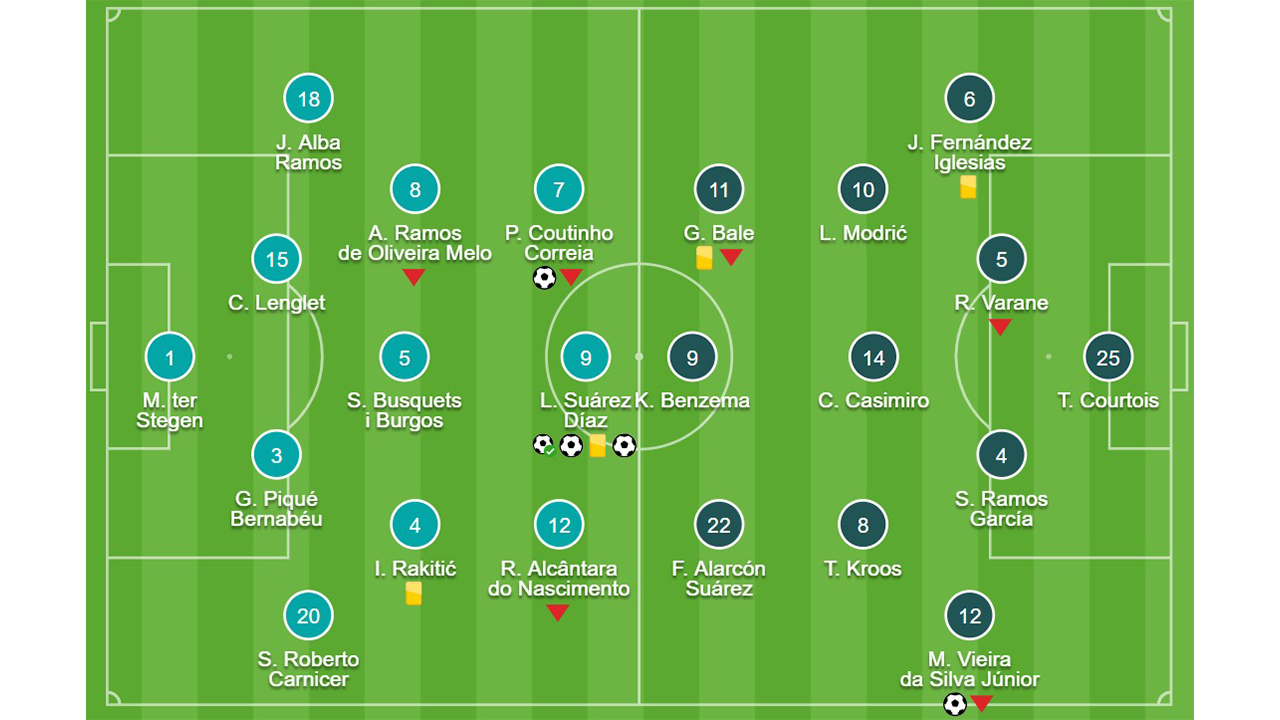 18
J. Alba
Ramos
8
A. Ramos
de Oliveira Melo
7
P. Coutinho
Correia
11
G. Bale
10
L. Modrić
6
J. Fernández
Iglesias
15
C. Lenglet
5
R. Varane
1
M. ter
Stegen
5
S. Busquets
i Burgos
9
L. Suárez
Díaz
9
K. Benzema
14
C. Casimiro
25
T. Courtois
3
G. Piqué
Bernabéu
4
S. Ramos
García
4
I. Rakitić
12
R. Alcântara
do Nascimento
22
F. Alarcón
Suárez
8
T. Kroos
20
S. Roberto
Carnicer
12
M. Vieira
da Silva Júnior